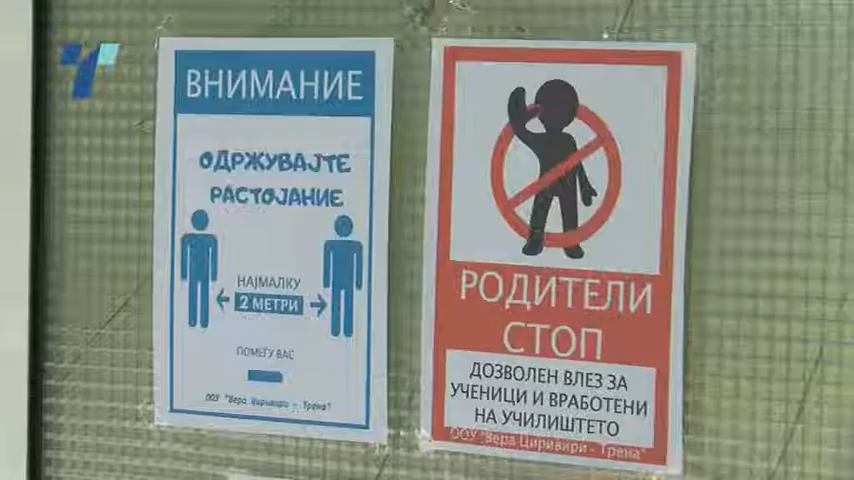 ВНИМАНИЕ
ОДРЖУВАЈТЕ
РАСТОЈАНИЕ
НАЈМАЛКУ
2 МЕТРИ
ПОМЕЃУ ВАС
ООУ "Вера Циривири - Трена"
РОДИТЕЛИ
СТОП
ДОЗВОЛЕН ВЛЕЗ ЗА
УЧЕНИЦИ И ВРАБОТЕНИ
НА УЧИЛИШТЕТО
ООУ "Вера Циривири - Трена"